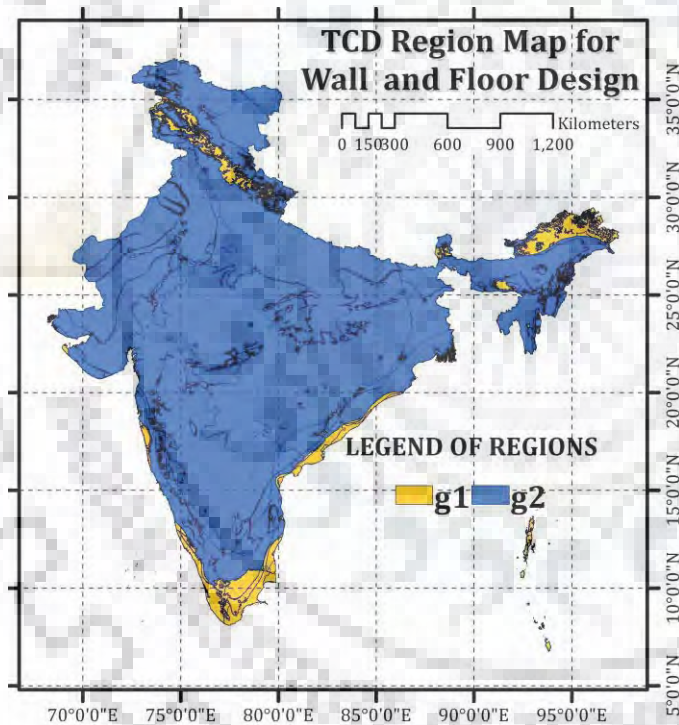 TCD Region Map for
Wall and Floor Design
Kilometers
0 150300 600 900 1,200
35°0'0"N
30°0'0"N
25°0'0"N
20°0'0"N
15°0'0"N
10°0'0"N
5°0'0"N
LEGEND OF REGIONS
g1 g2
70°0'0"E 75°0'0"E 80°0'0"E 85°0'0"E 90°0'0"E 95°0'0"E